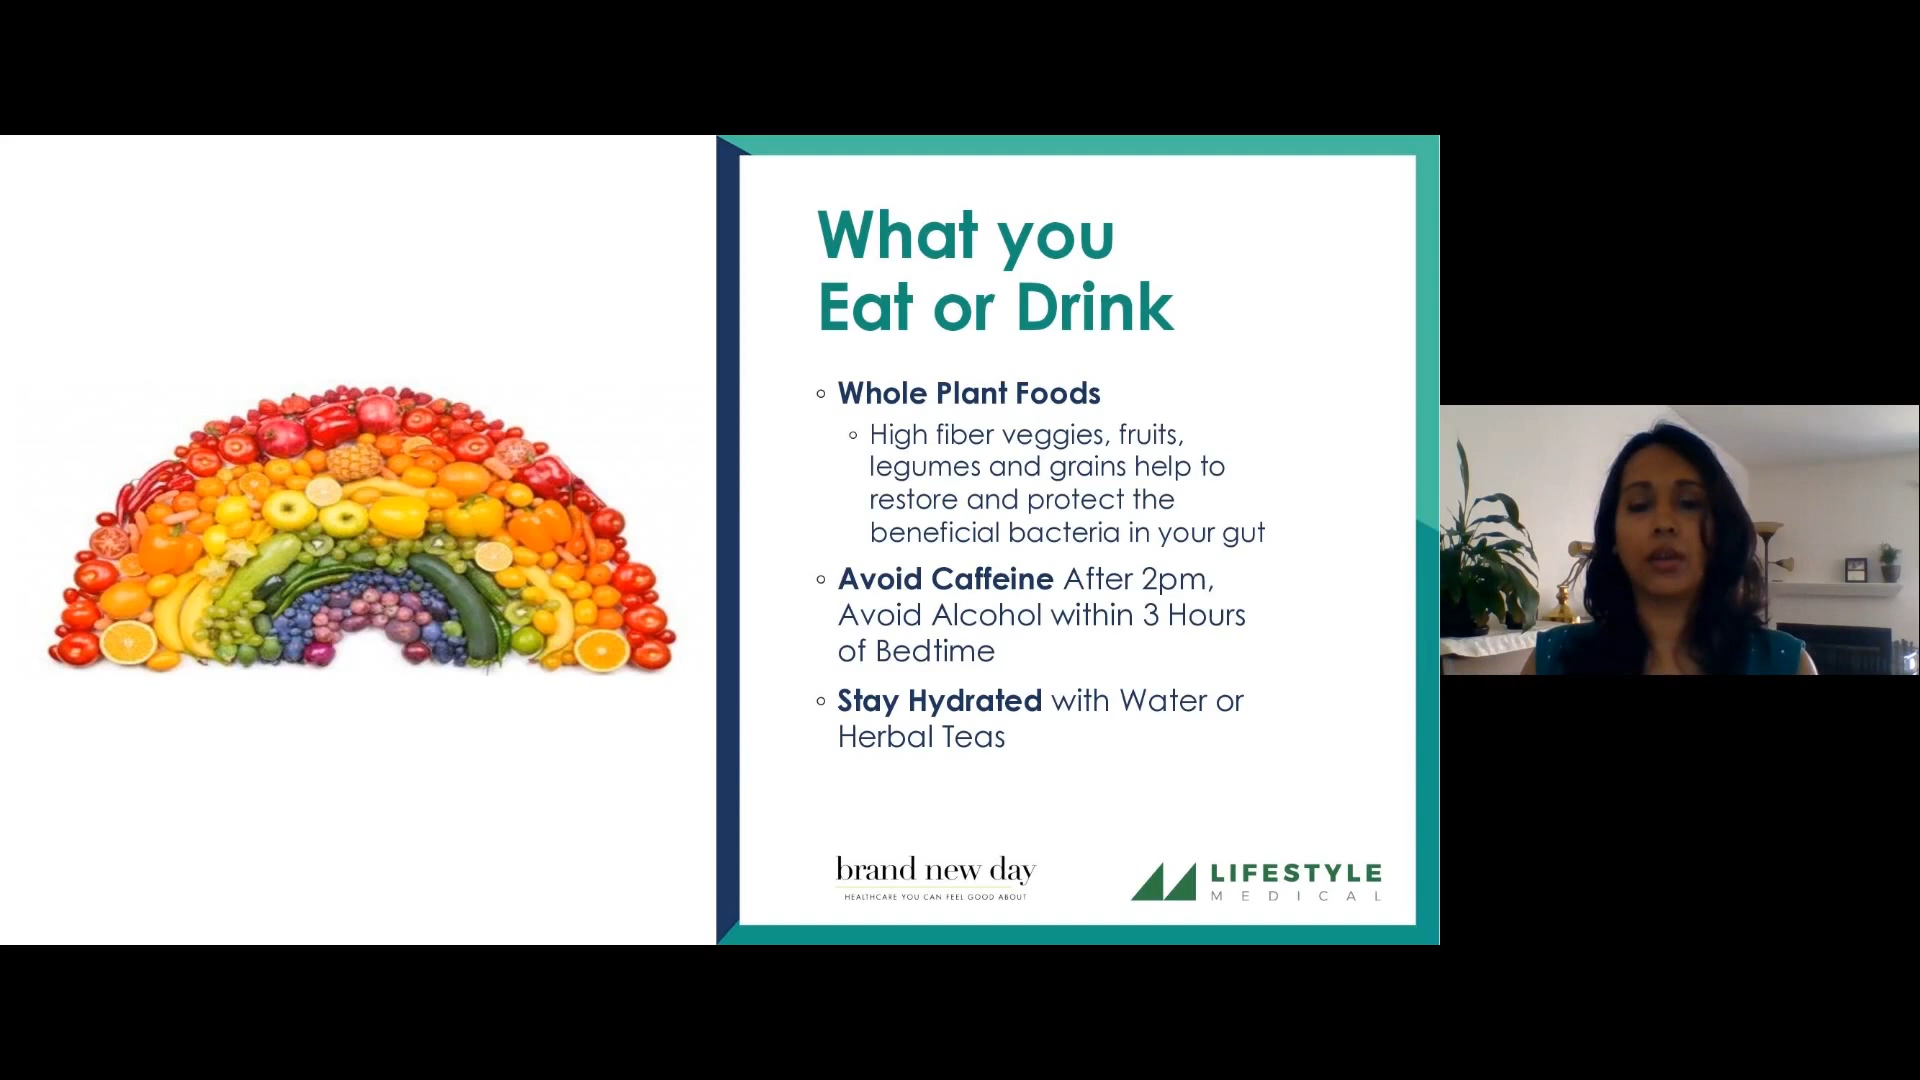 What you
Eat or Drink
Whole Plant Foods
High fiber veggies, fruits,
legumes and grains help to
restore and protect the
beneficial bacteria in your gut
Avoid Caffeine After 2pm,
Avoid Alcohol within 3 Hours
of Bedtime
Stay Hydrated with Water or
Herbal Teas
brand new day
HEALTHCARE YOU CAN FEEL GOOD ABOUT
LIFESTYLE
MEDICAL